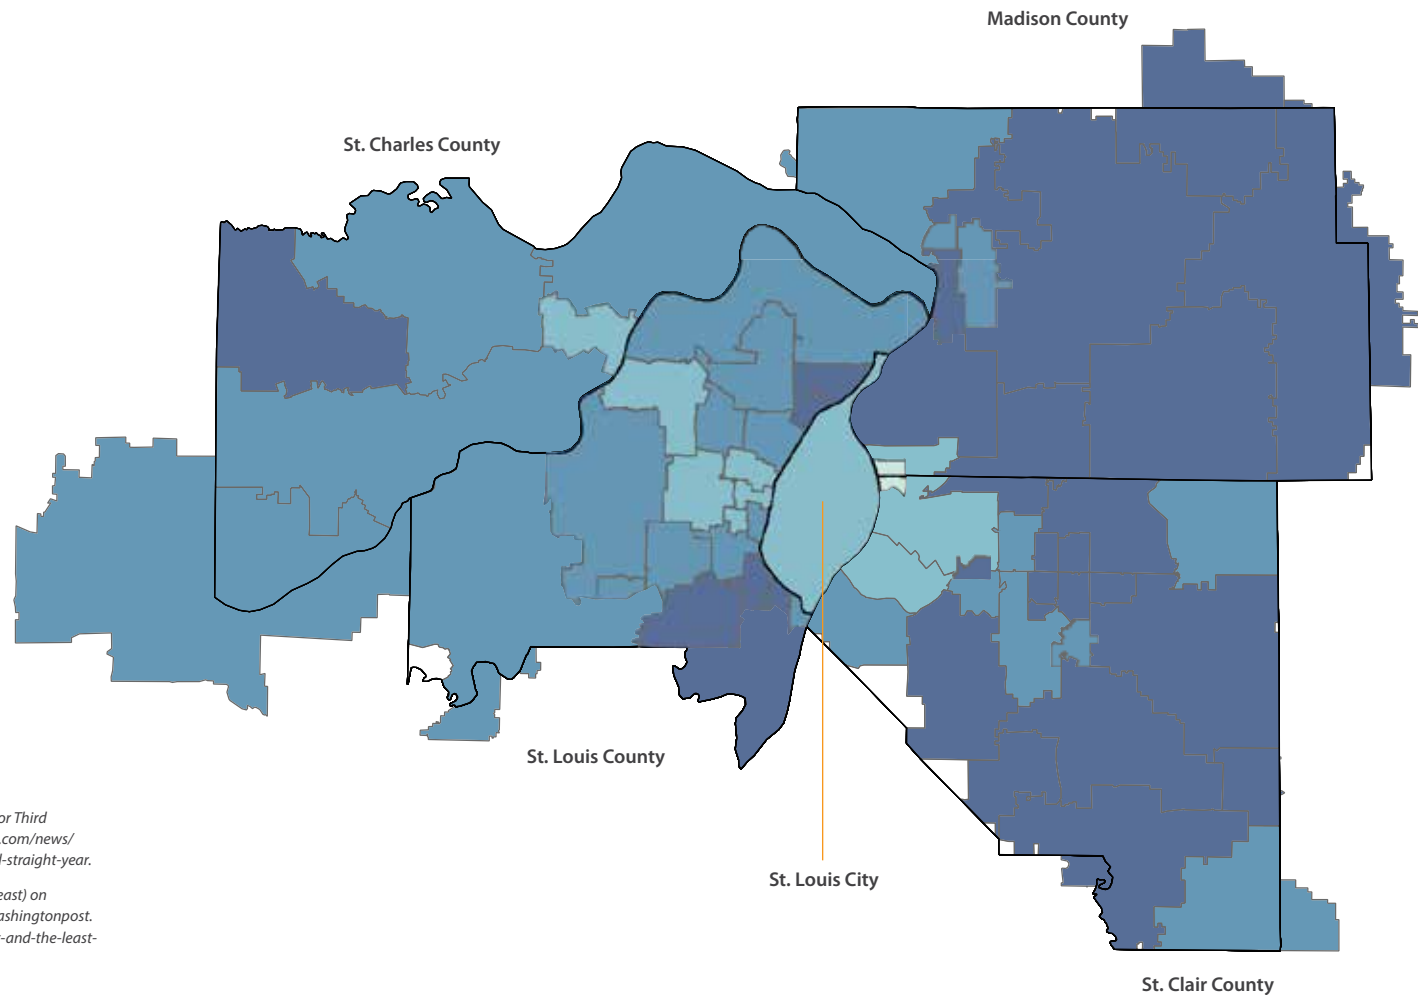 Madison County
St. Charles County
St. Louis County
or Third
.com/news/
l-straight-year.
St. Louis City
east) on
ashingtonpost.
-and-the-least-
St. Clair County